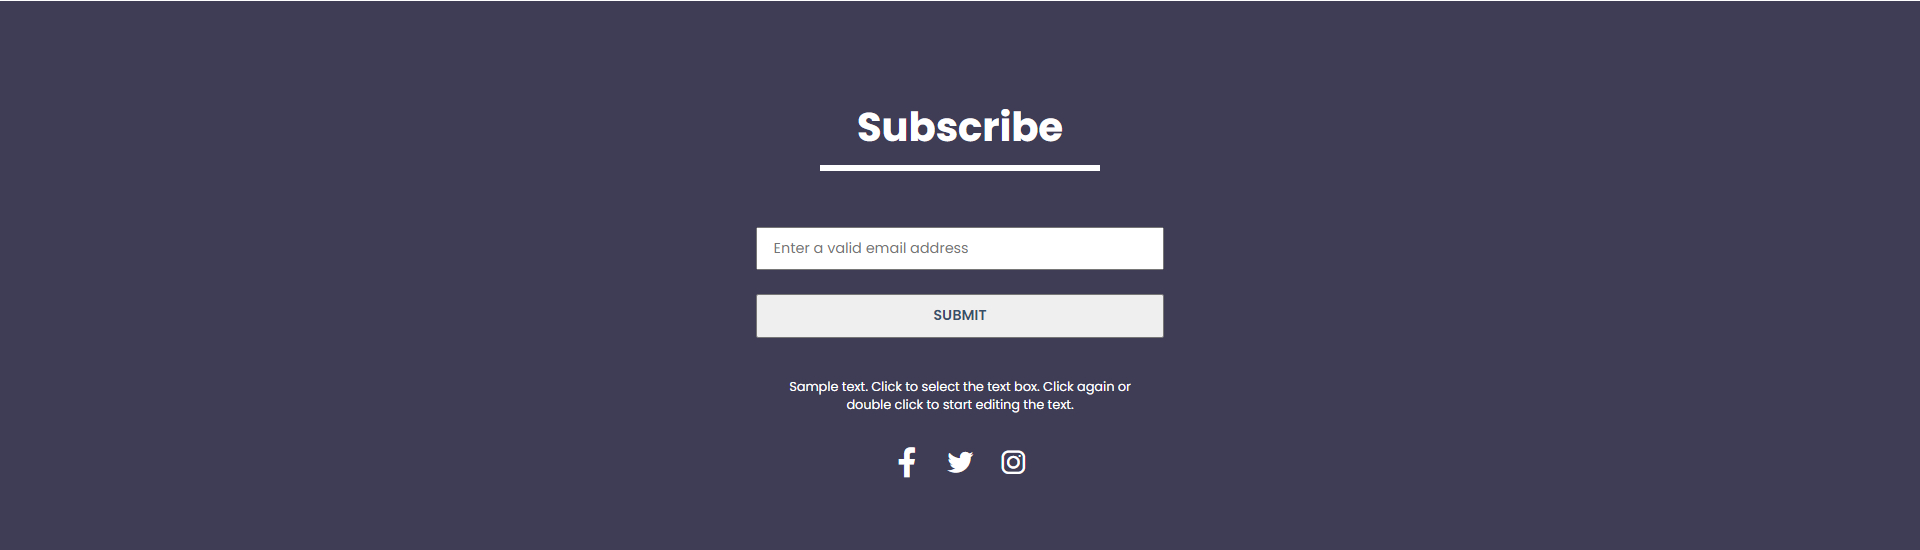 Subscribe
Enter a valid email address
SUBMIT
Sample text. Click to select the text box. Click again or
double click to start editing the text.